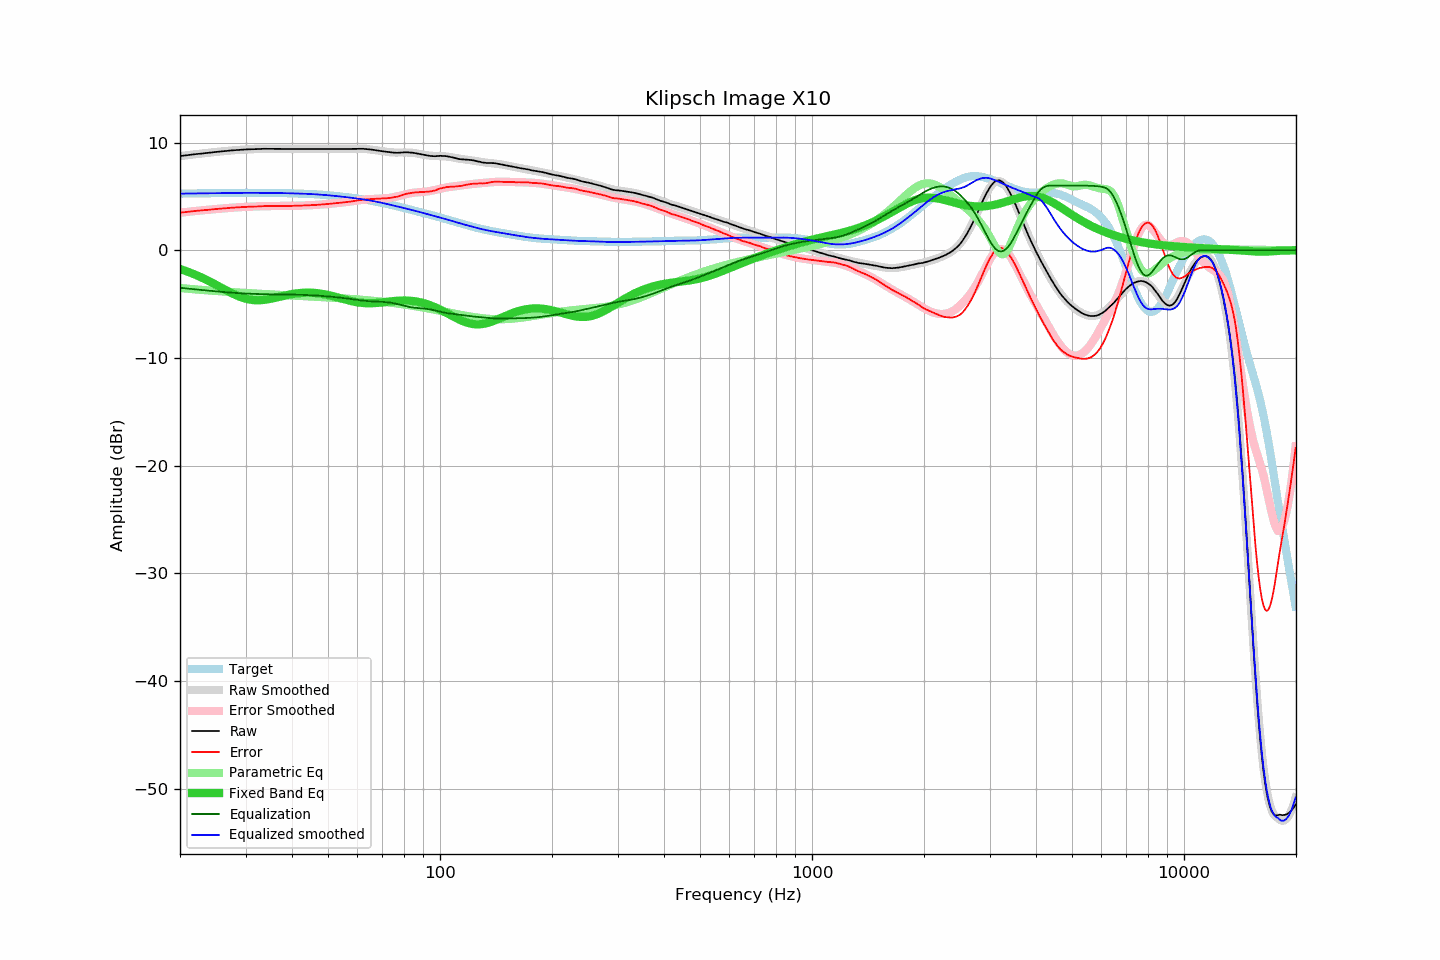 Klipsch Image X10
10
0
−10
−20
−30
−40
−50
Amplitude (dBr)
Target
Raw Smoothed
Error Smoothed
Raw
Error
Parametric Eq
Fixed Band Eq
Equalization
Equalized smoothed
100
1000
10000
Frequency (Hz)